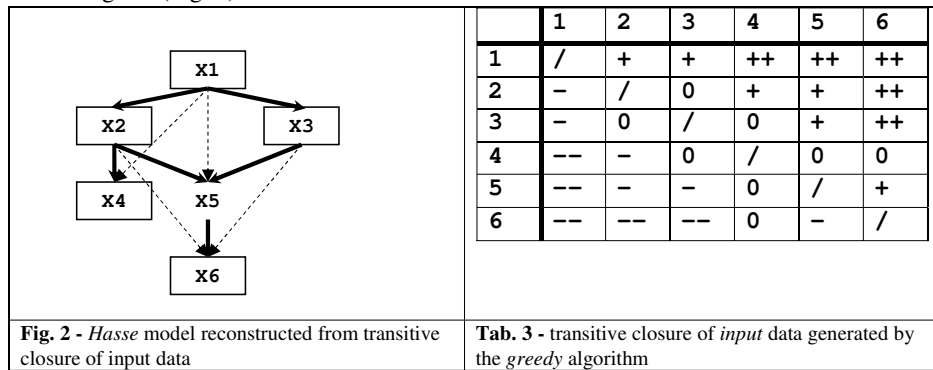 X1
X2 X3
X4 X5
X6
1 2 3 4 5 6
1 / + + ++ ++ ++
2 - / 0 + + ++
3 - 0 / 0 + ++
4 -- - 0 / 0 0
5 -- - - 0 / +
6 -- -- -- 0 - /
Fig. 2 - Hasse model reconstructed from transitive
closure of input data
Tab. 3 - transitive closure of input data generated by
the greedy algorithm